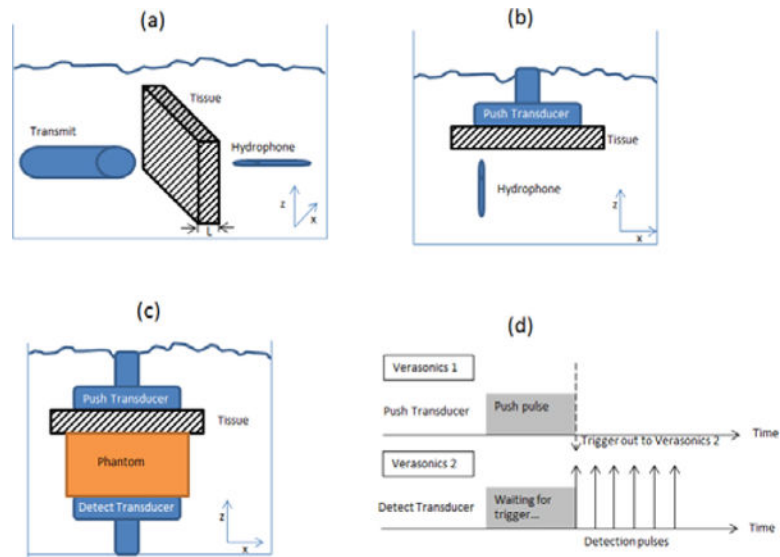 (a)
Tissue
Transmit
Hydrophone
z
x
L
(b)
Push Transducer
Tissue
Hydrophone
z
x
(c)
Push Transducer
Tissue
Phantom
Detect Transducer
z
x
(d)
Verasonics 1
Push Transducer
Push pulse
Time
Trigger out to Verasonics 2
Verasonics 2
Detect Transducer
Waiting for
trigger...
Time
Detection pulses